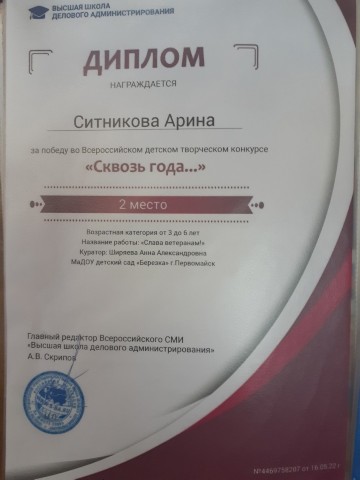 ВЫСШАЯ ШКОЛА
ДЕЛОВОГО АДМИНИСТРИРОВАНИЯ
ДИПЛОМ
НАГРАЖДАЕТСЯ
Ситникова Арина
за победу во Всероссийском детском творческом конкурсе
«Сквозь года...»
2 место
Возрастная категория от 3 до 6 лет
Название работы: «Слава ветеранам!»
Куратор: Ширяева Анна Александровна
МаДОУ детский сад «Березка» г Первомайск
Главный редактор Всероссийского СМИ
«Высшая школа делового администрирования»
А.В. Скрипов